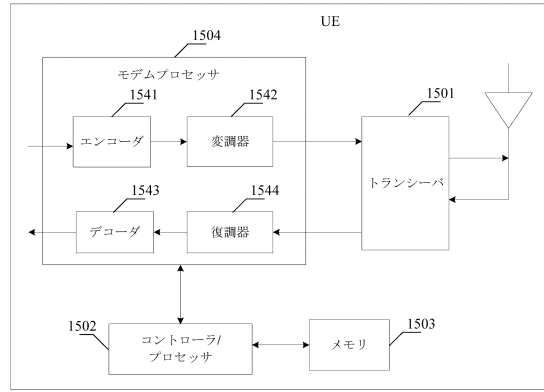 UE
1504
モデムプロセッサ
1541
1542
1501
エンコーダ
変調器
トランシーバ
1543
1544
デコーダ
復調器
1502
コントローラ/
プロセッサ
メモリ
1503